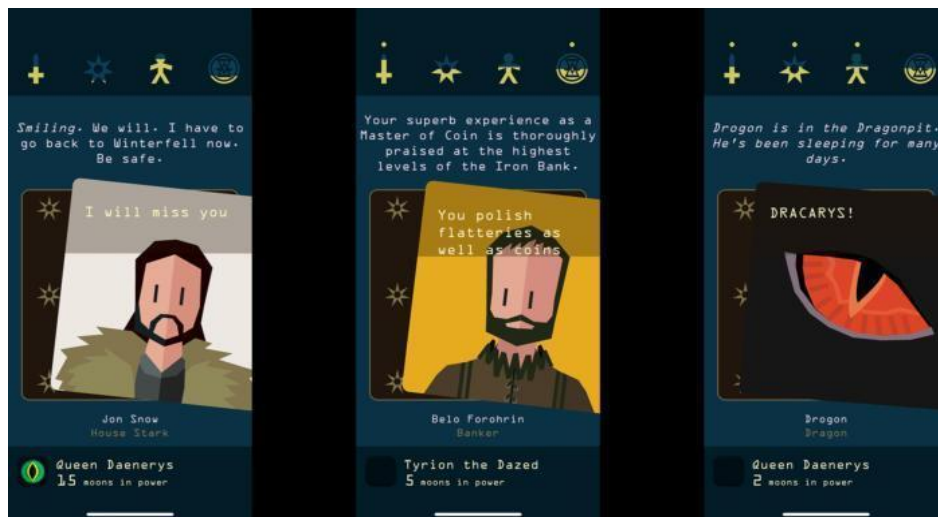 Smiling. We will. I have to
go back to Winterfell now.
Be safe.
I will miss you
Jon Snow
House Stark
Queen Daenerys
15 moons in power
Your superb experience as a
Master of Coin is thoroughly
praised at the highest
levels of the Iron Bank.
You polish
flatteries as
well as coins
Belo Forohrin
Banker
Tyrion the Dazed
5 moons in power
Drogon is in the Dragonpit.
He's been sleeping for many
days.
DRACARYS!
Drogon
Dragon
Queen Daenerys
2 moons in power